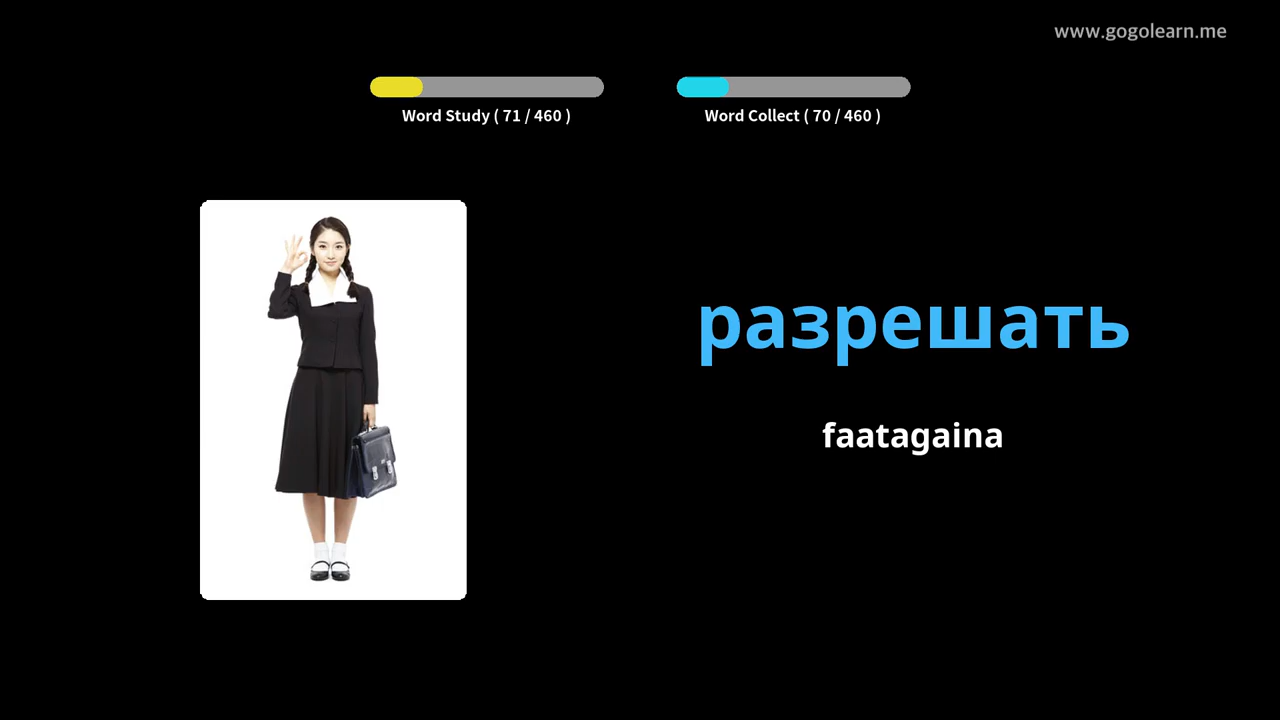 www.gogolearn.me
Word Study ( 71 / 460 )
Word Collect ( 70 / 460 )
разрешать
faatagaina